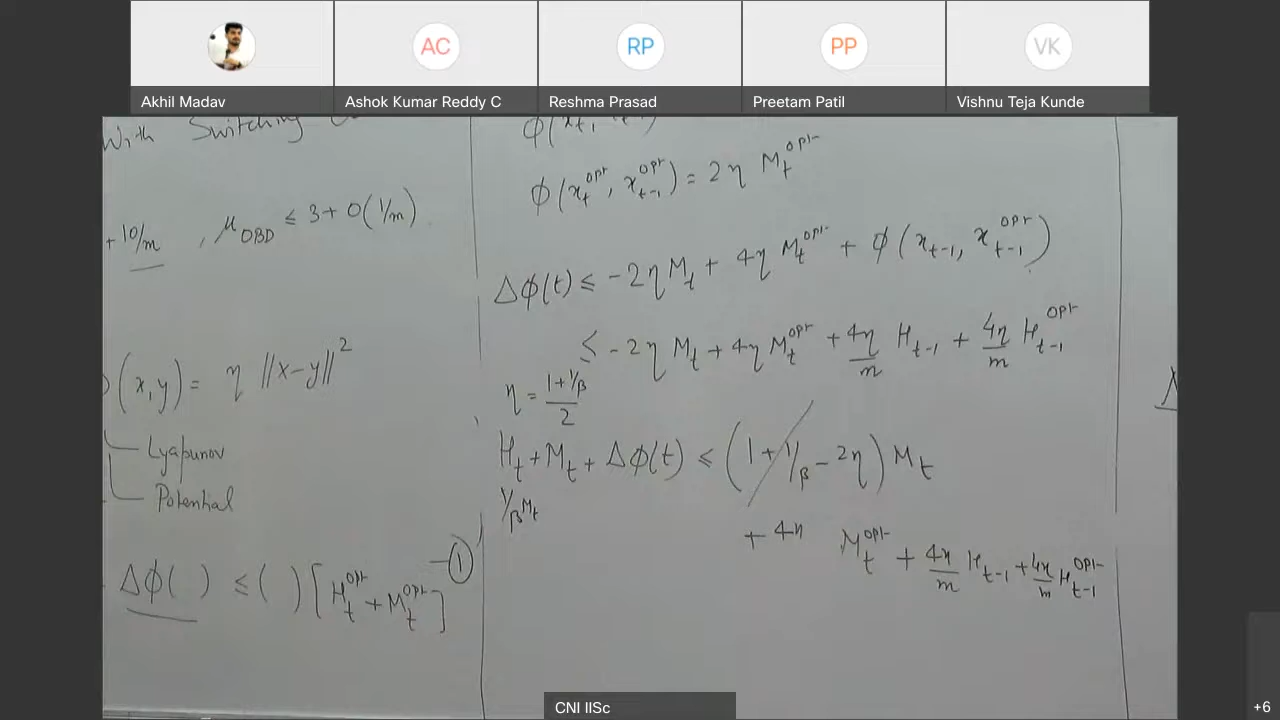 AC
RP
PP
VK
Akhil Madav
Ashok Kumar Reddy C
Reshma Prasad
Preetam Patil
Vishnu Teja Kunde
With Switching
+ 10/m , μ_OBD ≤ 3 + O(1/m)
(x, y) = η ||x-y||²
Lyapunov
Potential
Δϕ( ) ≤ ( ) [H_t^opt + M_t^opt] — ①
ϕ(x_t^opt, x_{t-1}^opt) = 2η M_t^opt
Δϕ(t) ≤ -2η M_t + 4η M_t^opt + ϕ(x_{t-1}, x_{t-1}^opt)
≤ -2η M_t + 4η M_t^opt + 4η/m H_{t-1} + 4η/m H_{t-1}^opt
η = (1+1/β)/2
H_t + M_t + Δϕ(t) ≤ (1 + 1/β - 2η) M_t
1/β M_t
+ 4η M_t^opt + 4η/m H_{t-1} + 4η/m H_{t-1}^opt
Δ
CNI IISc
+6